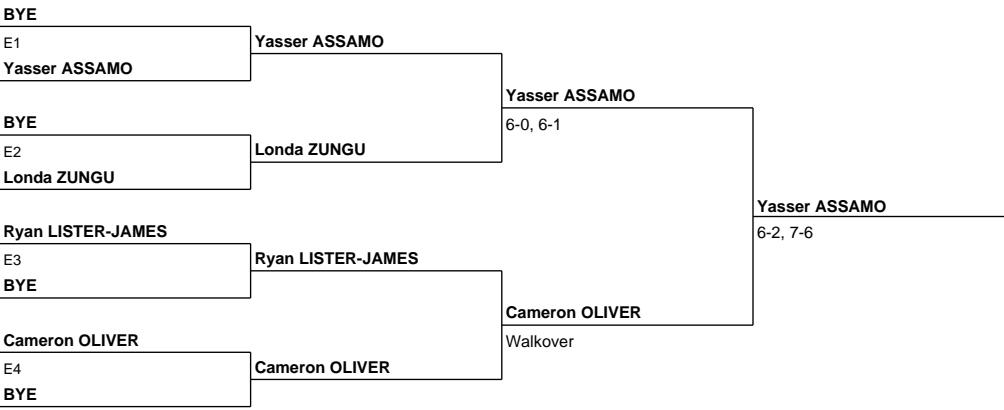 BYE
E1
Yasser ASSAMO
Yasser ASSAMO
Yasser ASSAMO
6-0, 6-1
BYE
E2
Londa ZUNGU
Londa ZUNGU
Yasser ASSAMO
6-2, 7-6
Ryan LISTER-JAMES
E3
Ryan LISTER-JAMES
BYE
Cameron OLIVER
Walkover
Cameron OLIVER
E4
Cameron OLIVER
BYE